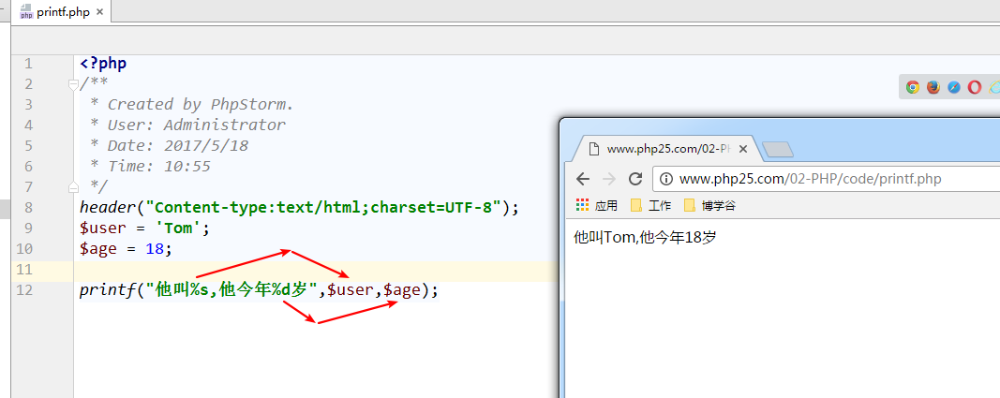 printf.php
1 <?php
2 /**
3 * Created by PhpStorm.
4 * User: Administrator
5 * Date: 2017/5/18
6 * Time: 10:55
7 */
8 header("Content-type:text/html;charset=UTF-8");
9 $user = 'Tom';
10 $age = 18;
11
12 printf("他叫%s,他今年%d岁",$user,$age);
www.php25.com/02-PH
www.php25.com/02-PHP/code/printf.php
应用 工作 博学谷
他叫Tom,他今年18岁